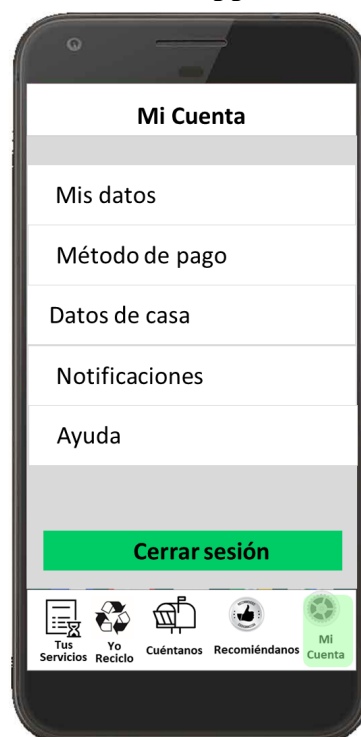 Mi Cuenta
Mis datos
Método de pago
Datos de casa
Notificaciones
Ayuda
Cerrar sesión
Tus
Servicios
Yo
Reciclo
Cuéntanos
Recomiéndanos
Mi
Cuenta